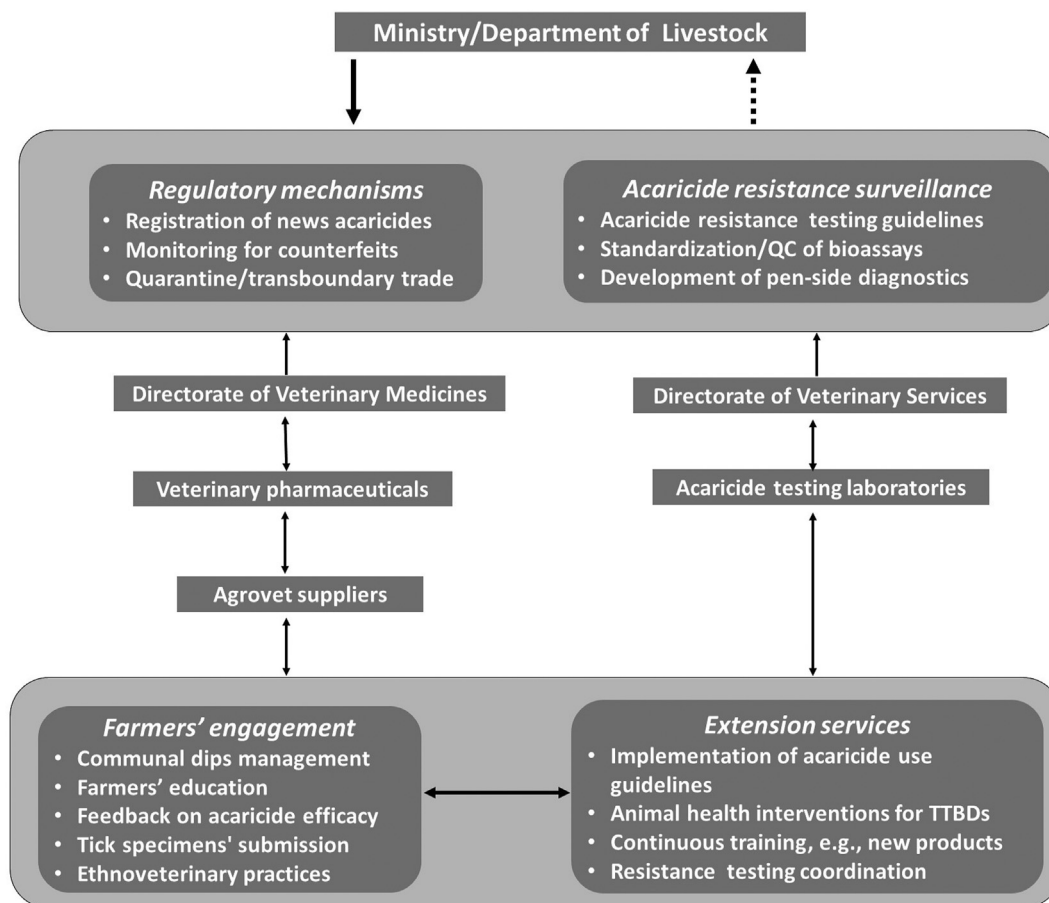 Ministry/Department of Livestock
Regulatory mechanisms
• Registration of news acaricides
• Monitoring for counterfeits
• Quarantine/transboundary trade
Acaricide resistance surveillance
• Acaricide resistance testing guidelines
• Standardization/QC of bioassays
• Development of pen-side diagnostics
Directorate of Veterinary Medicines
Directorate of Veterinary Services
Veterinary pharmaceuticals
Acaricide testing laboratories
Agrovet suppliers
Farmers’ engagement
• Communal dips management
• Farmers’ education
• Feedback on acaricide efficacy
• Tick specimens' submission
• Ethnoveterinary practices
Extension services
• Implementation of acaricide use
guidelines
• Animal health interventions for TTBDs
• Continuous training, e.g., new products
• Resistance testing coordination